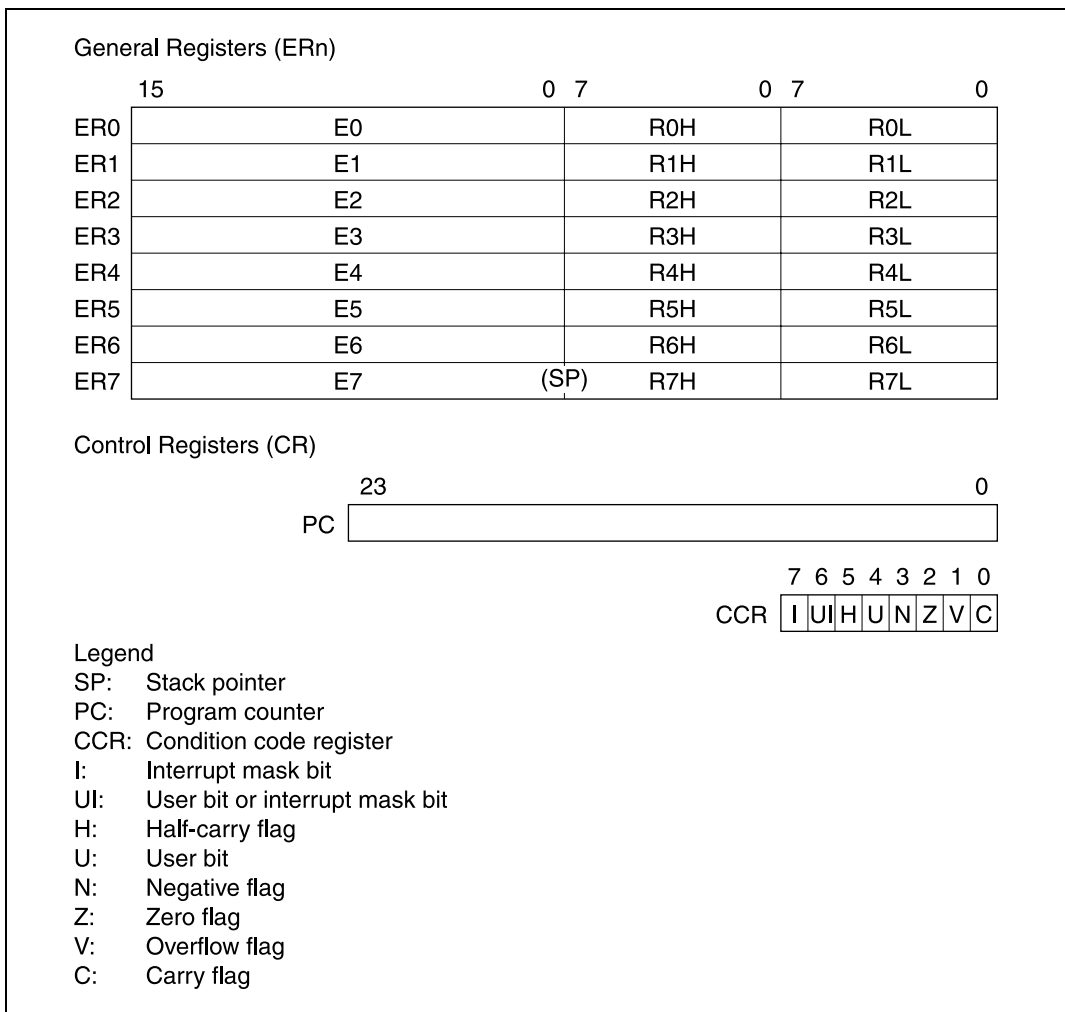 General Registers (ERn)
15 0 7 0 7 0
ER0 E0 R0H R0L
ER1 E1 R1H R1L
ER2 E2 R2H R2L
ER3 E3 R3H R3L
ER4 E4 R4H R4L
ER5 E5 R5H R5L
ER6 E6 R6H R6L
ER7 E7 (SP) R7H R7L
Control Registers (CR)
23 0
PC
7 6 5 4 3 2 1 0
CCR I UI H U N Z V C
Legend
SP: Stack pointer
PC: Program counter
CCR: Condition code register
I: Interrupt mask bit
UI: User bit or interrupt mask bit
H: Half-carry flag
U: User bit
N: Negative flag
Z: Zero flag
V: Overflow flag
C: Carry flag